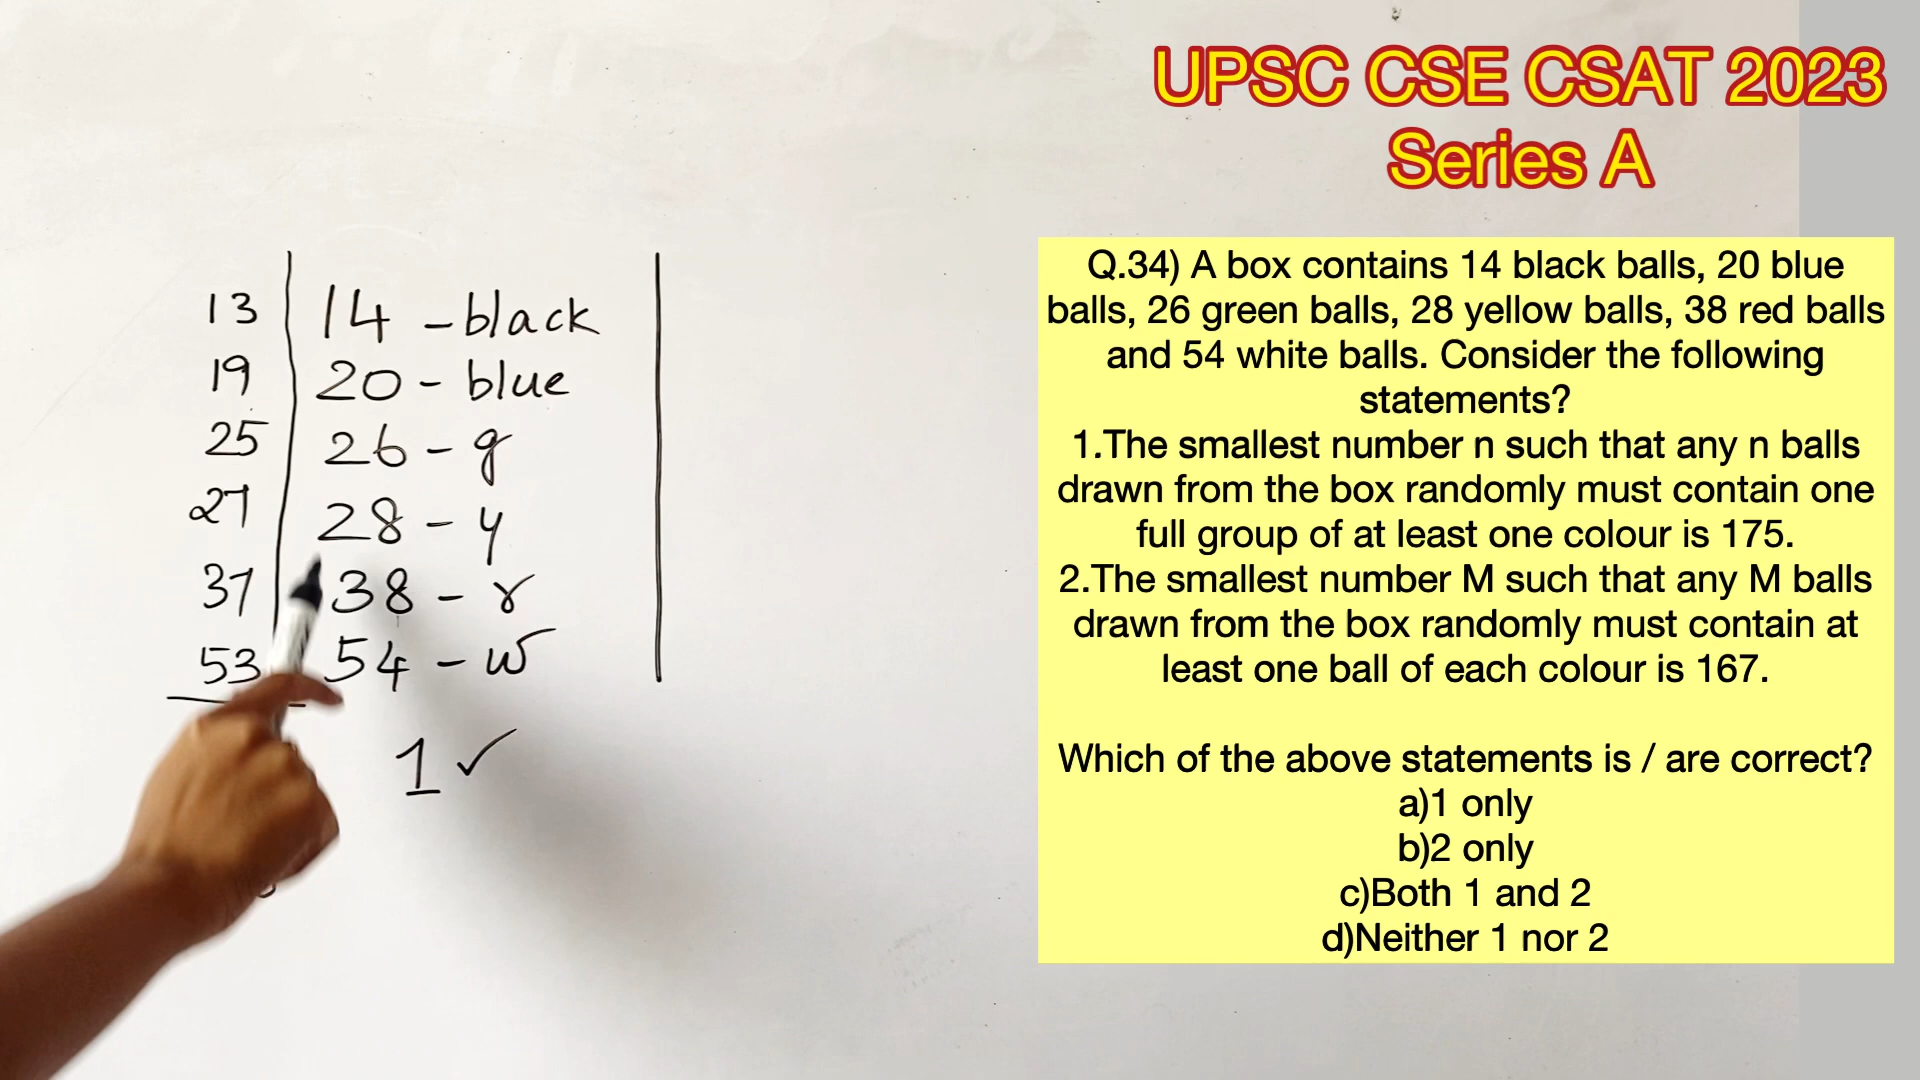 UPSC CSE CSAT 2023
Series A
13 14 - black
19 20 - blue
25 26 - g
27 28 - y
37 38 - r
53 54 - w
1 ✓
Q.34) A box contains 14 black balls, 20 blue
balls, 26 green balls, 28 yellow balls, 38 red balls
and 54 white balls. Consider the following
statements?
1.The smallest number n such that any n balls
drawn from the box randomly must contain one
full group of at least one colour is 175.
2.The smallest number M such that any M balls
drawn from the box randomly must contain at
least one ball of each colour is 167.
Which of the above statements is / are correct?
a)1 only
b)2 only
c)Both 1 and 2
d)Neither 1 nor 2